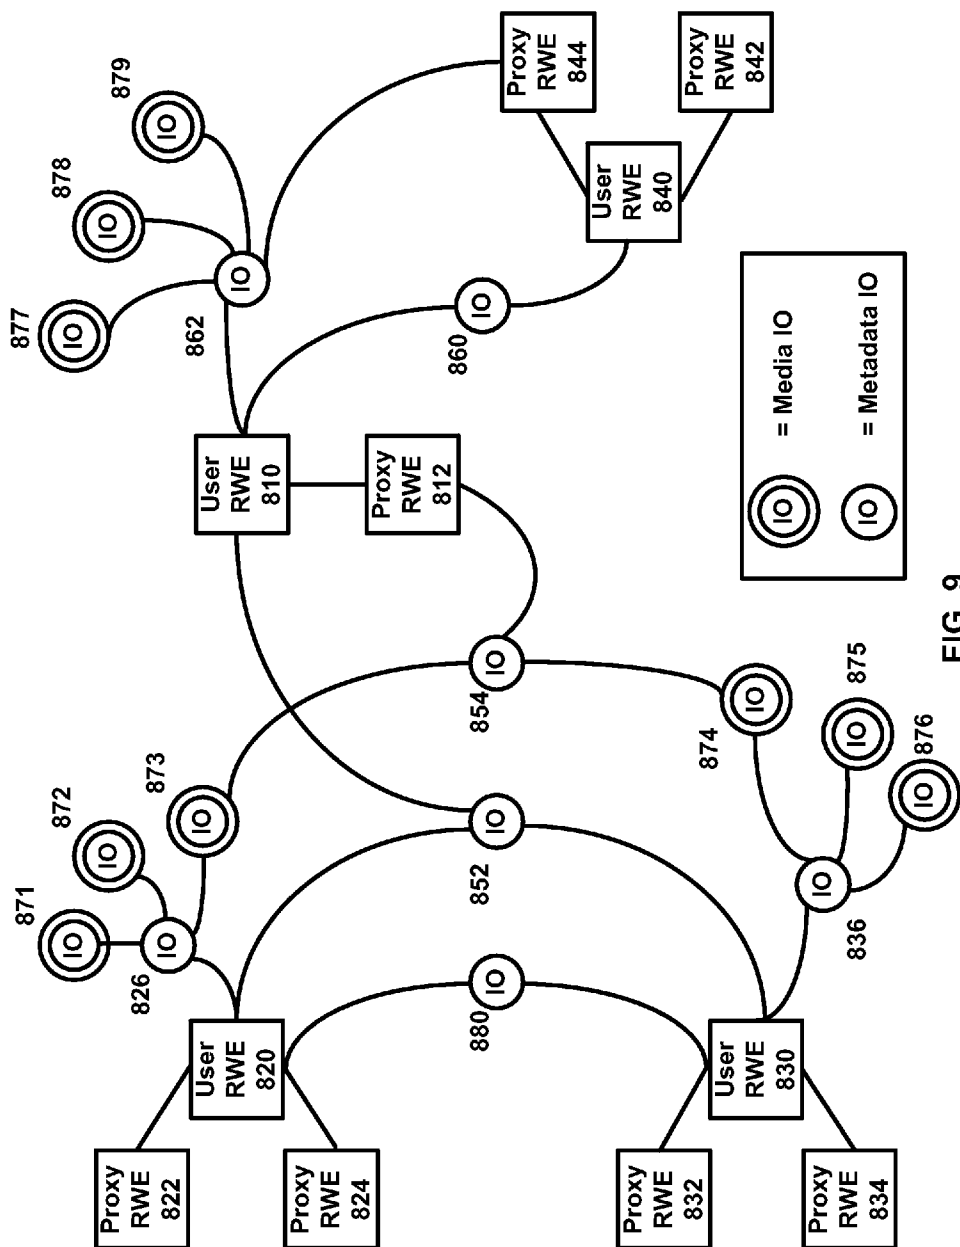 871
IO
877
IO
872
IO
878
IO
879
IO
Proxy
RWE
822
826
IO
873
IO
862
IO
User
RWE
820
User
RWE
810
Proxy
RWE
824
Proxy
RWE
812
880
IO
852
IO
854
IO
860
IO
Proxy
RWE
844
User
RWE
840
Proxy
RWE
832
User
RWE
830
874
IO
Proxy
RWE
842
Proxy
RWE
834
836
IO
875
IO
876
IO
IO = Media IO
IO = Metadata IO
FIG. 9